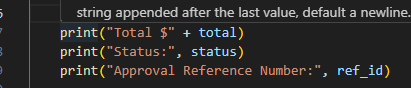 string appended after the last value, default a newline.
print("Total $" + total)
print("Status:", status)
print("Approval Reference Number:", ref_id)